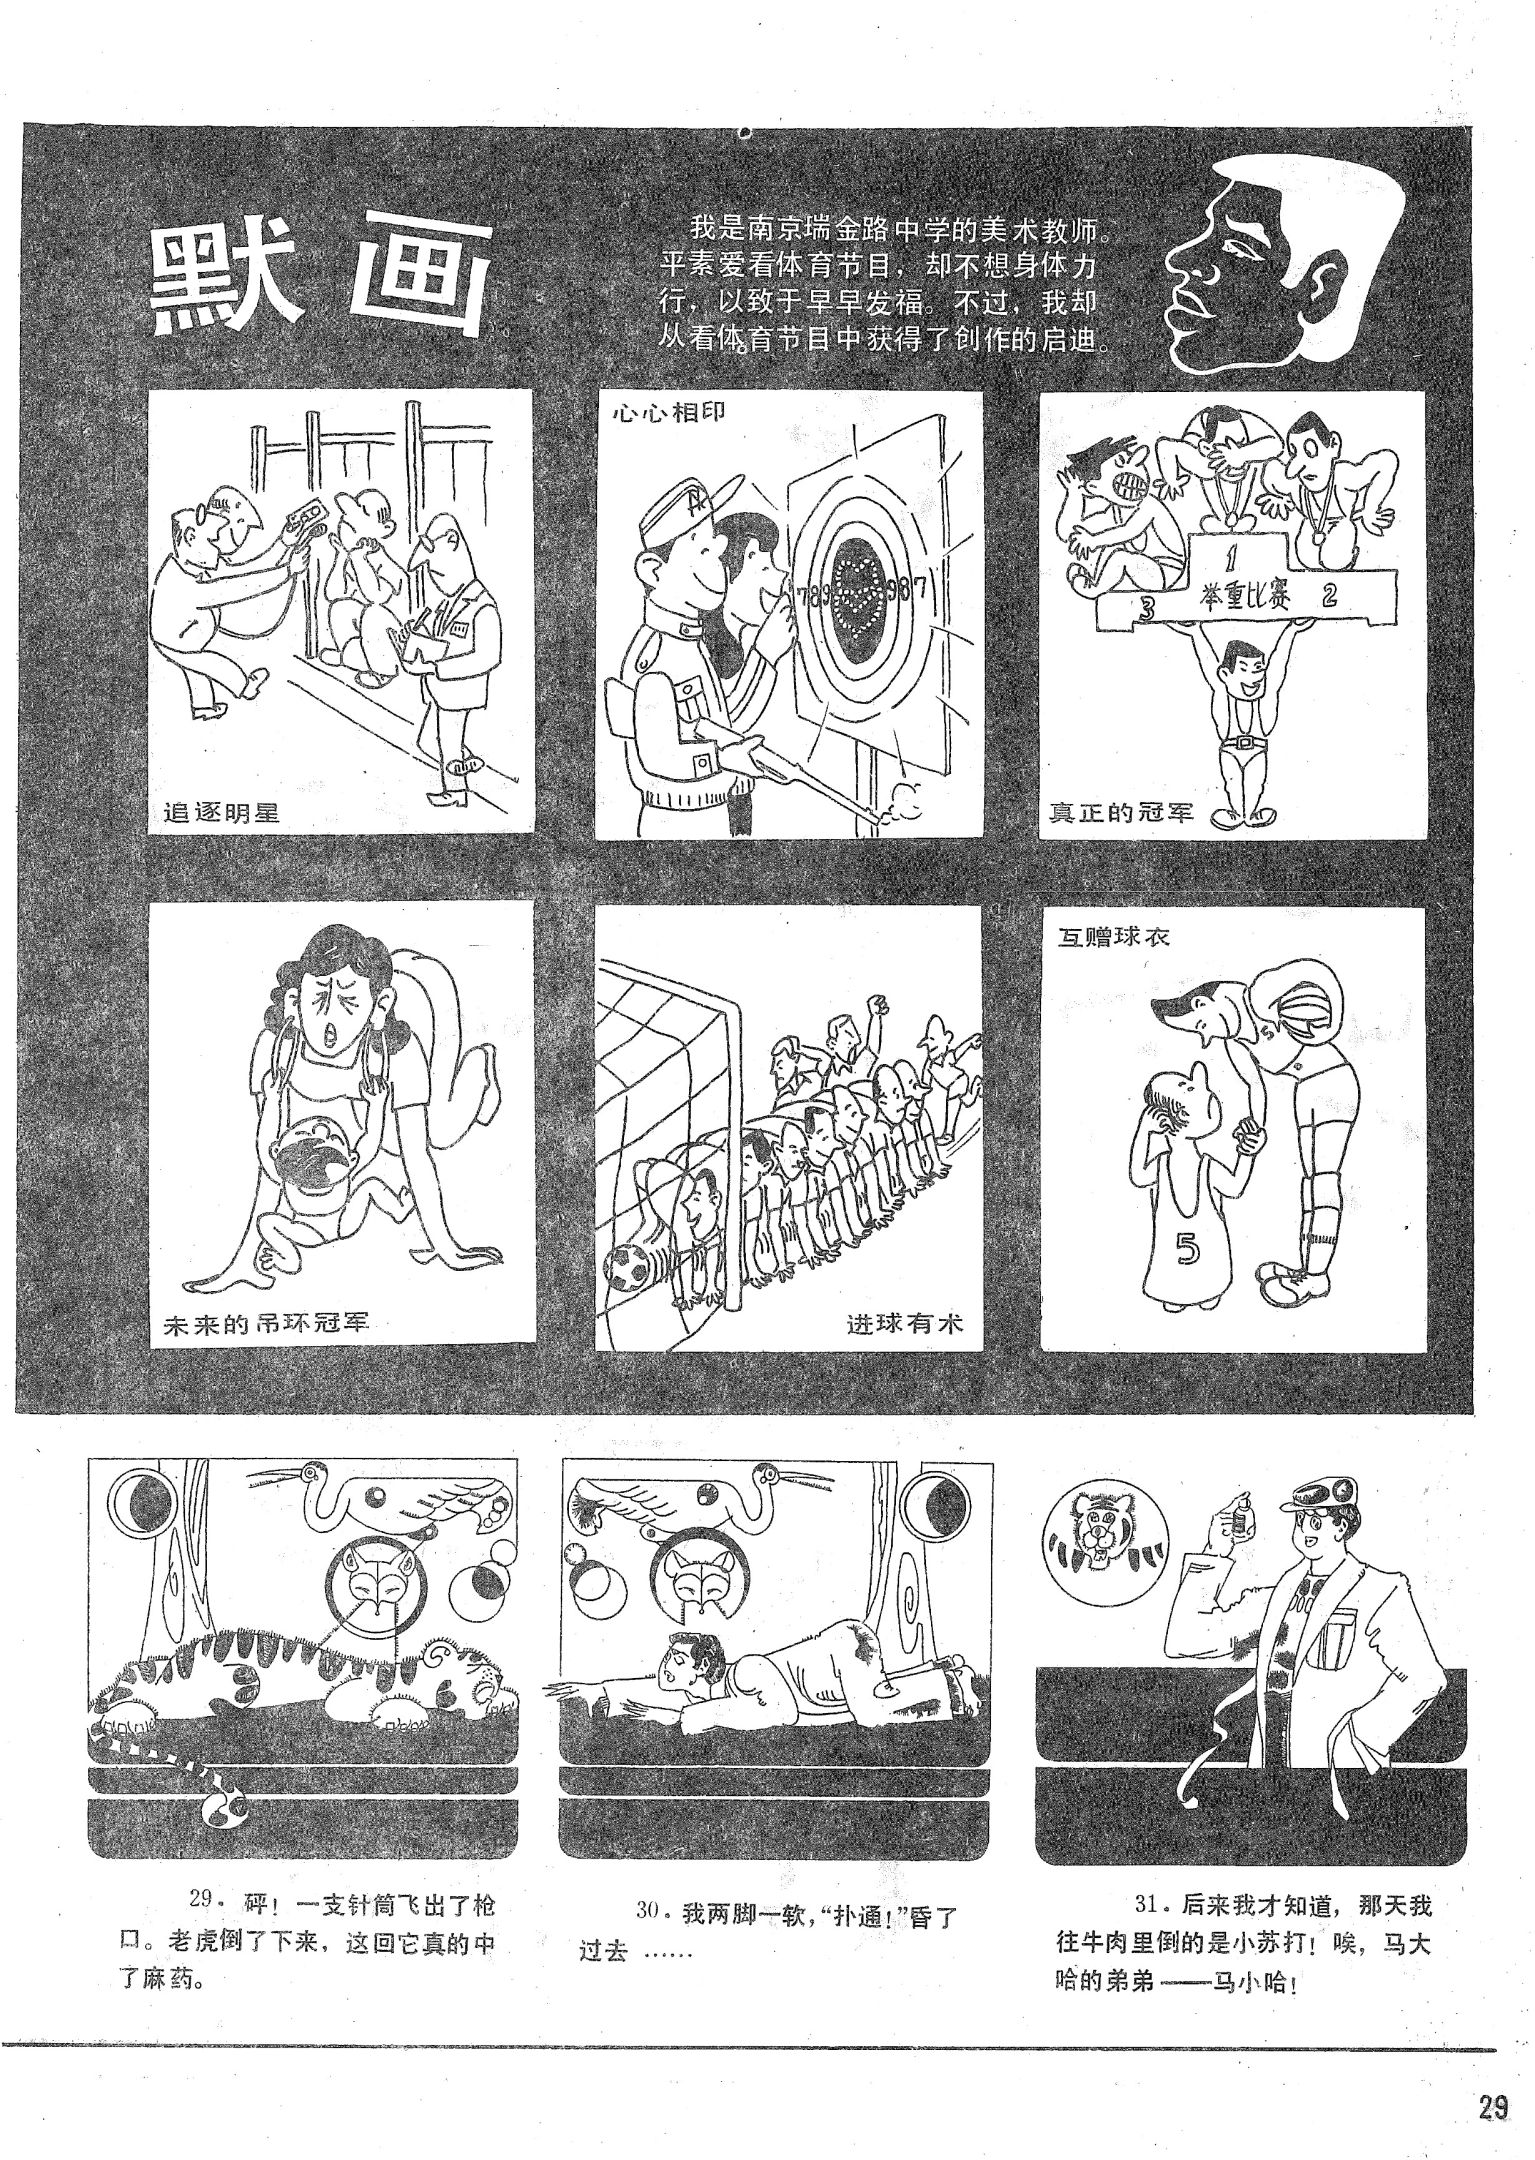 默画
我是南京瑞金路中学的美术教师。
平素爱看体育节目，却不想身体力
行，以致于早早发福。不过，我却
从看体育节目中获得了创作的启迪。
追逐明星
心心相印
789 987
1
3 举重比赛 2
真正的冠军
未来的吊环冠军
进球有术
互赠球衣
5
5
29. 砰！一支针筒飞出了枪
口。老虎倒了下来，这回它真的中
了麻药。
30. 我两脚一软，“扑通！”昏了
过去 ……
31. 后来我才知道，那天我
往牛肉里倒的是小苏打！唉，马大
哈的弟弟——马小哈！
29